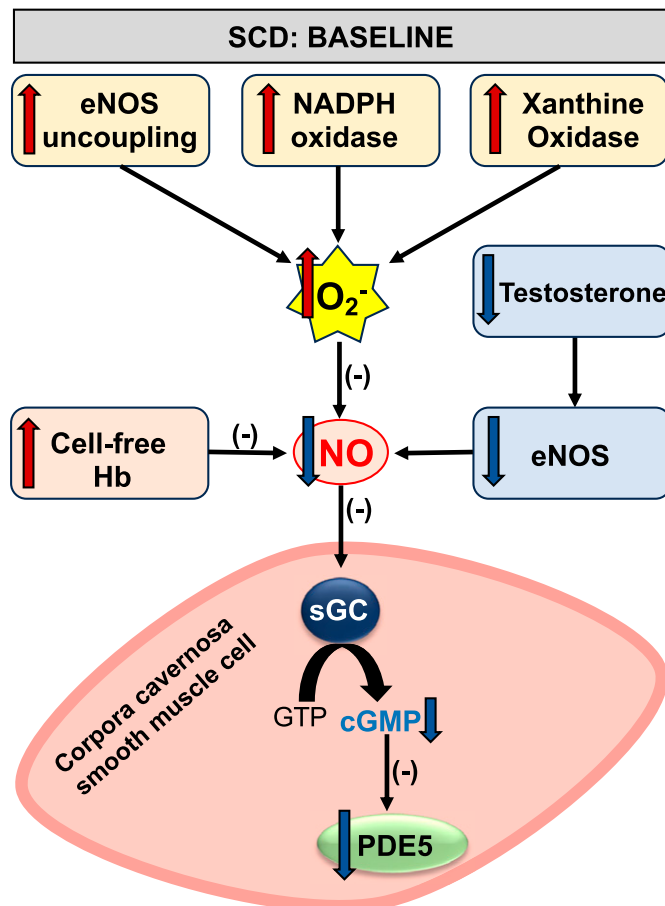 SCD: BASELINE
eNOS
uncoupling
NADPH
oxidase
Xanthine
Oxidase
O₂⁻
Testosterone
(-)
Cell-free
Hb
(-)
NO
eNOS
(-)
sGC
Corpora cavernosa
smooth muscle cell
GTP
cGMP
(-)
PDE5